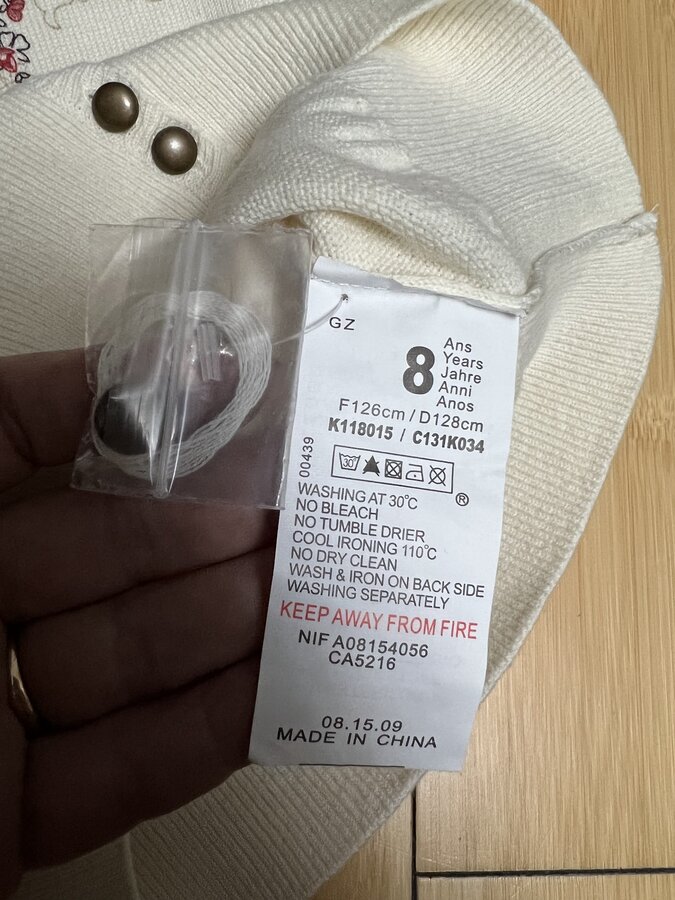 GZ
8
Ans
Years
Jahre
Anni
Anos
F126cm / D128cm
K118015 / C131K034
00439
30°
®
WASHING AT 30°C
NO BLEACH
NO TUMBLE DRIER
COOL IRONING 110°C
NO DRY CLEAN
WASH & IRON ON BACK SIDE
WASHING SEPARATELY
KEEP AWAY FROM FIRE
NIF A08154056
CA5216
08.15.09
MADE IN CHINA